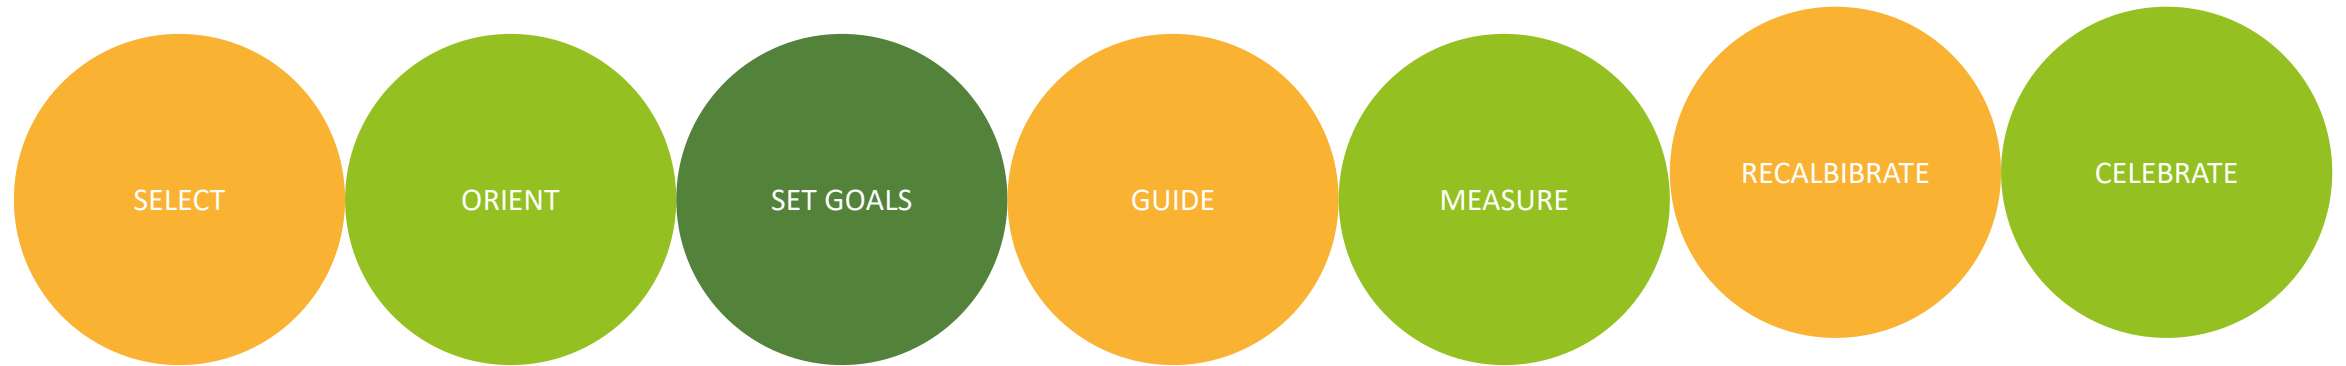 SELECT
ORIENT
SET GOALS
GUIDE
MEASURE
RECALBIBRATE
CELEBRATE